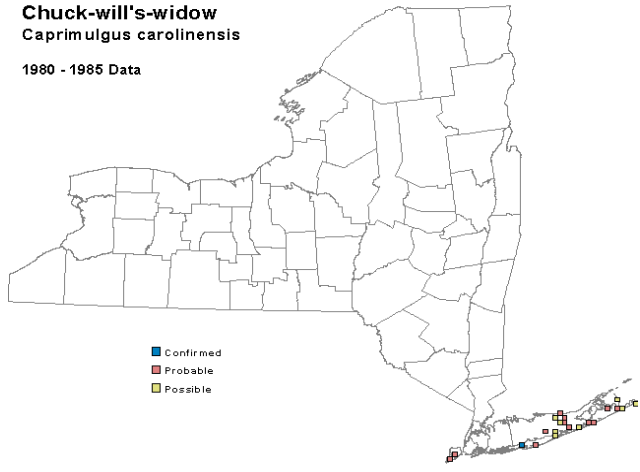 Chuck-will's-widow
Caprimulgus carolinensis
1980 - 1985 Data
Confirmed
Probable
Possible